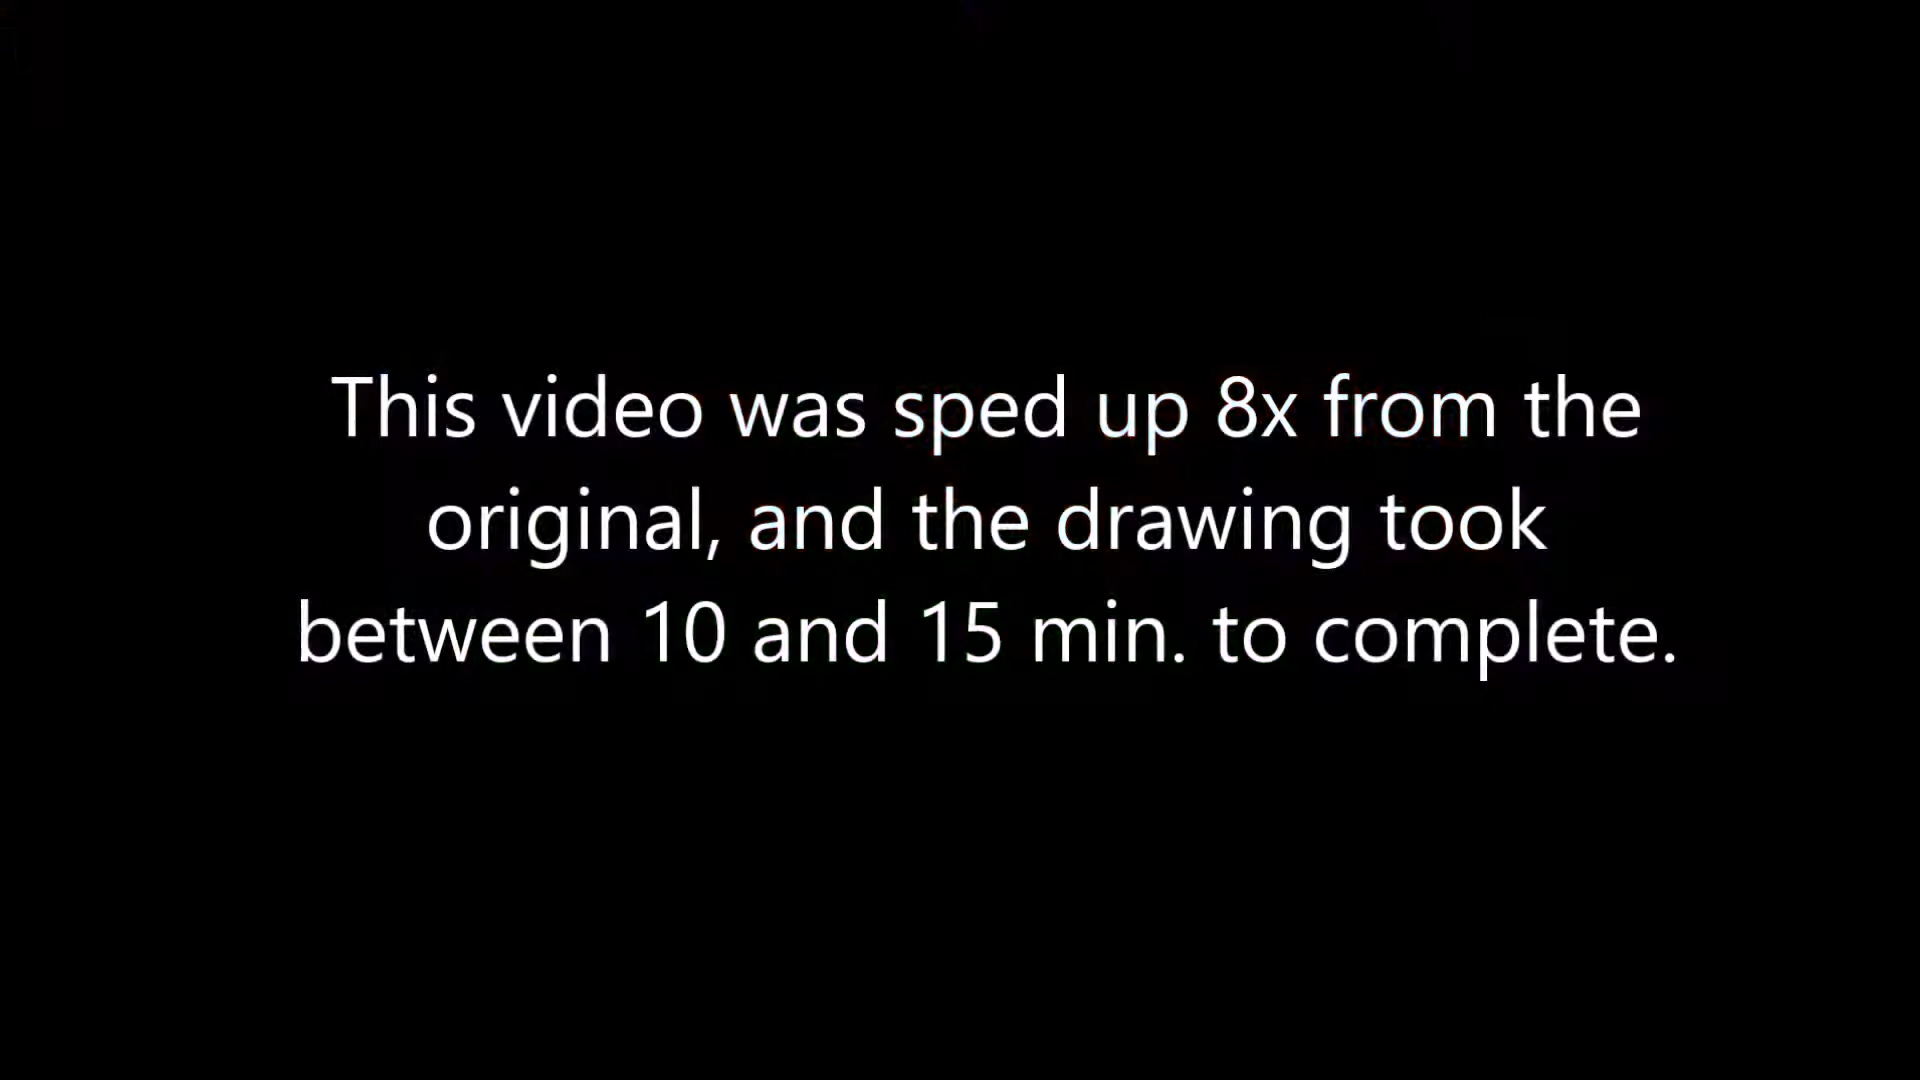 This video was sped up 8x from the
original, and the drawing took
between 10 and 15 min. to complete.